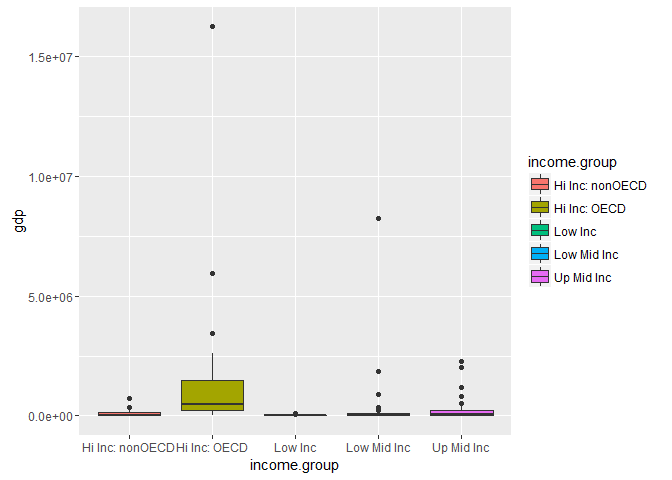 1.5e+07
1.0e+07
5.0e+06
0.0e+00
gdp
Hi Inc: nonOECD
Hi Inc: OECD
Low Inc
Low Mid Inc
Up Mid Inc
income.group
income.group
Hi Inc: nonOECD
Hi Inc: OECD
Low Inc
Low Mid Inc
Up Mid Inc